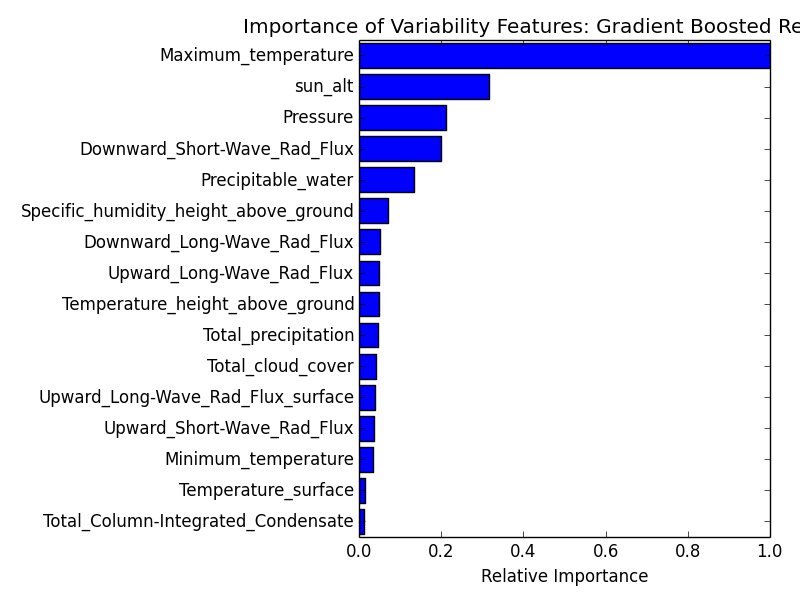 Importance of Variability Features: Gradient Boosted Re
Maximum_temperature
sun_alt
Pressure
Downward_Short-Wave_Rad_Flux
Precipitable_water
Specific_humidity_height_above_ground
Downward_Long-Wave_Rad_Flux
Upward_Long-Wave_Rad_Flux
Temperature_height_above_ground
Total_precipitation
Total_cloud_cover
Upward_Long-Wave_Rad_Flux_surface
Upward_Short-Wave_Rad_Flux
Minimum_temperature
Temperature_surface
Total_Column-Integrated_Condensate
0.0 0.2 0.4 0.6 0.8 1.0
Relative Importance